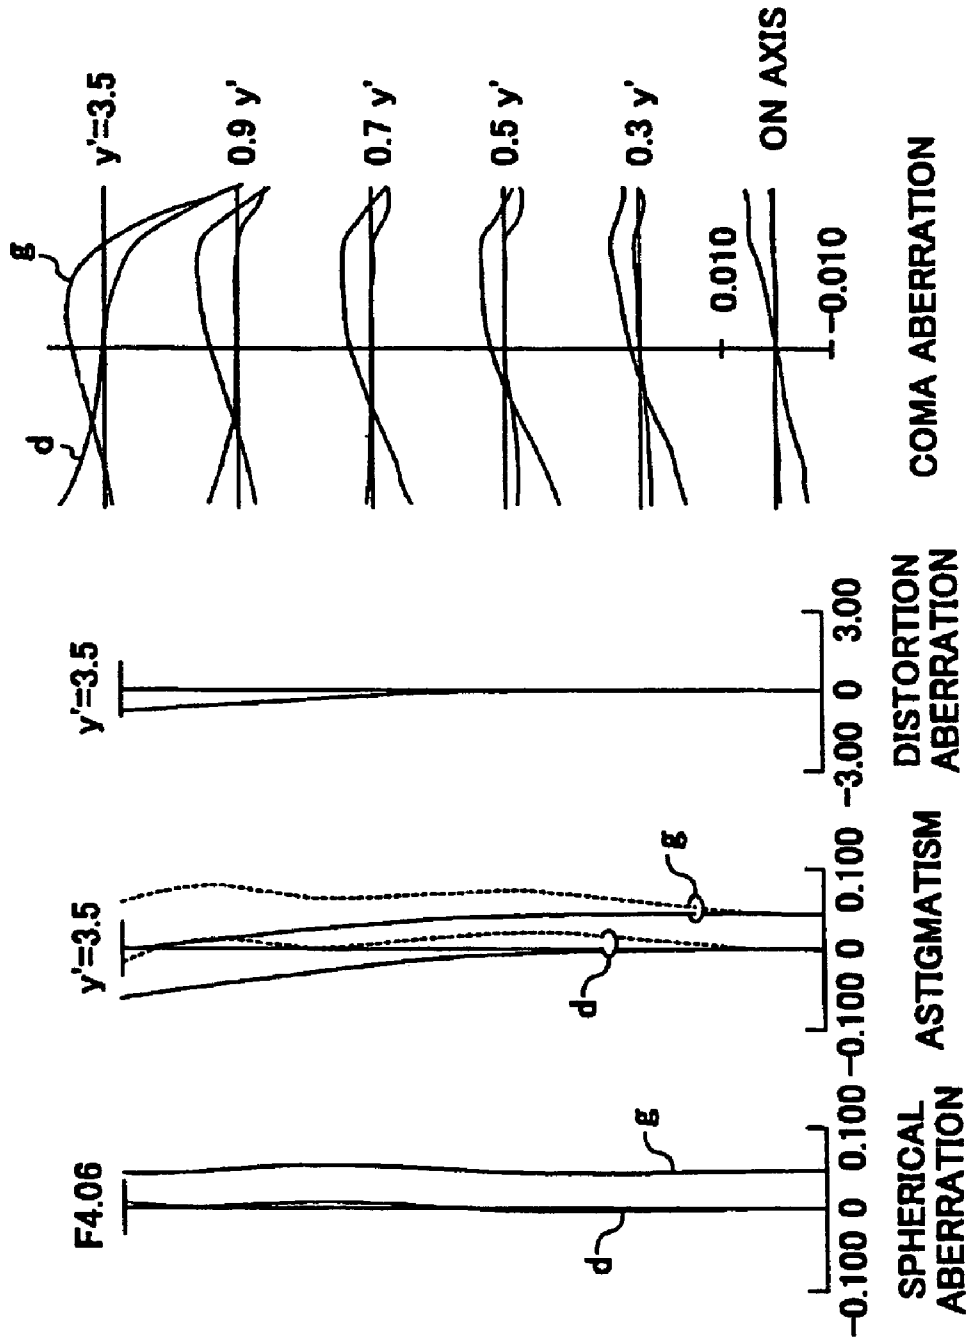 F4.06
g
d
−0.100 0 0.100
SPHERICAL
ABERRATION
y'=3.5
g
d
−0.100 0 0.100
ASTIGMATISM
y'=3.5
−3.00 0 3.00
DISTORTION
ABERRATION
g
d
y'=3.5
0.9 y'
0.7 y'
0.5 y'
0.3 y'
0.010
ON AXIS
−0.010
COMA ABERRATION